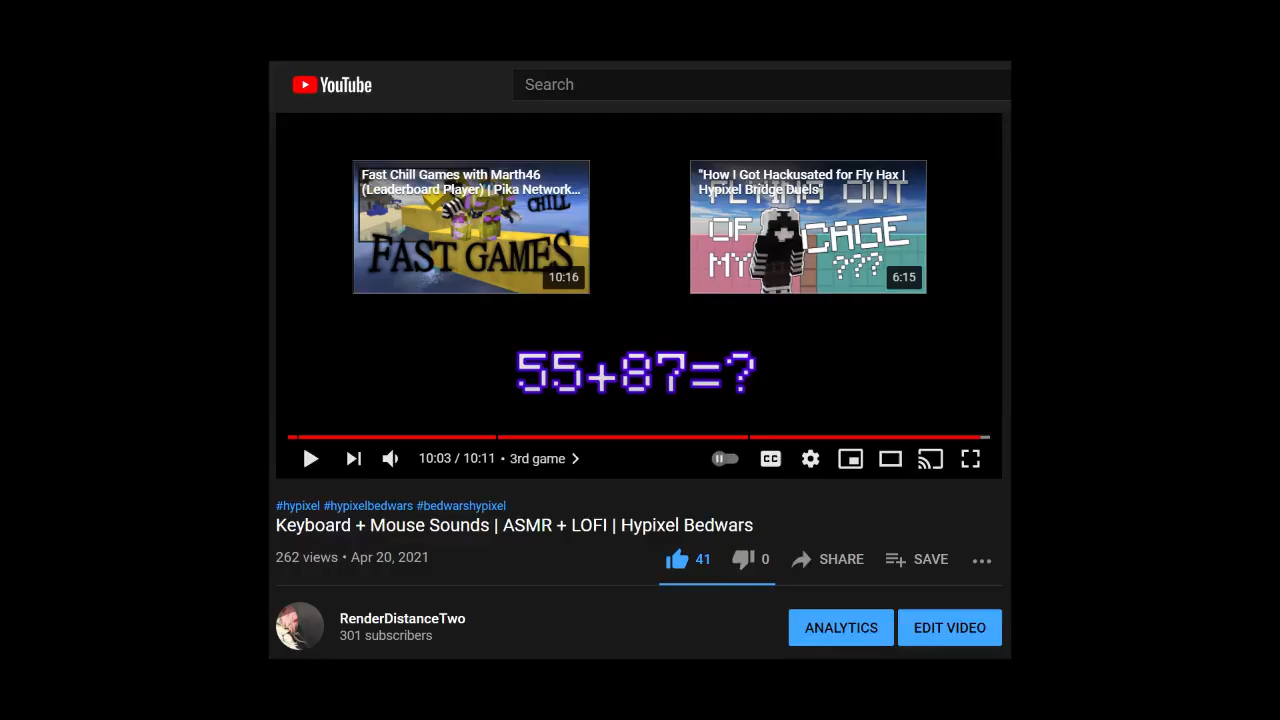 YouTube
Search
Fast Chill Games with Marth46
(Leaderboard Player) | Pika Network...
CHILL
FAST GAMES
10:16
"How I Got Hackusated for Fly Hax |
Hypixel Bridge Duels"
FLYING OUT
OF CAGE
MY ???
6:15
55+87=?
10:03 / 10:11 • 3rd game >
CC
#hypixel #hypixelbedwars #bedwarshypixel
Keyboard + Mouse Sounds | ASMR + LOFI | Hypixel Bedwars
262 views • Apr 20, 2021
41 0 SHARE SAVE
RenderDistanceTwo
301 subscribers
ANALYTICS EDIT VIDEO